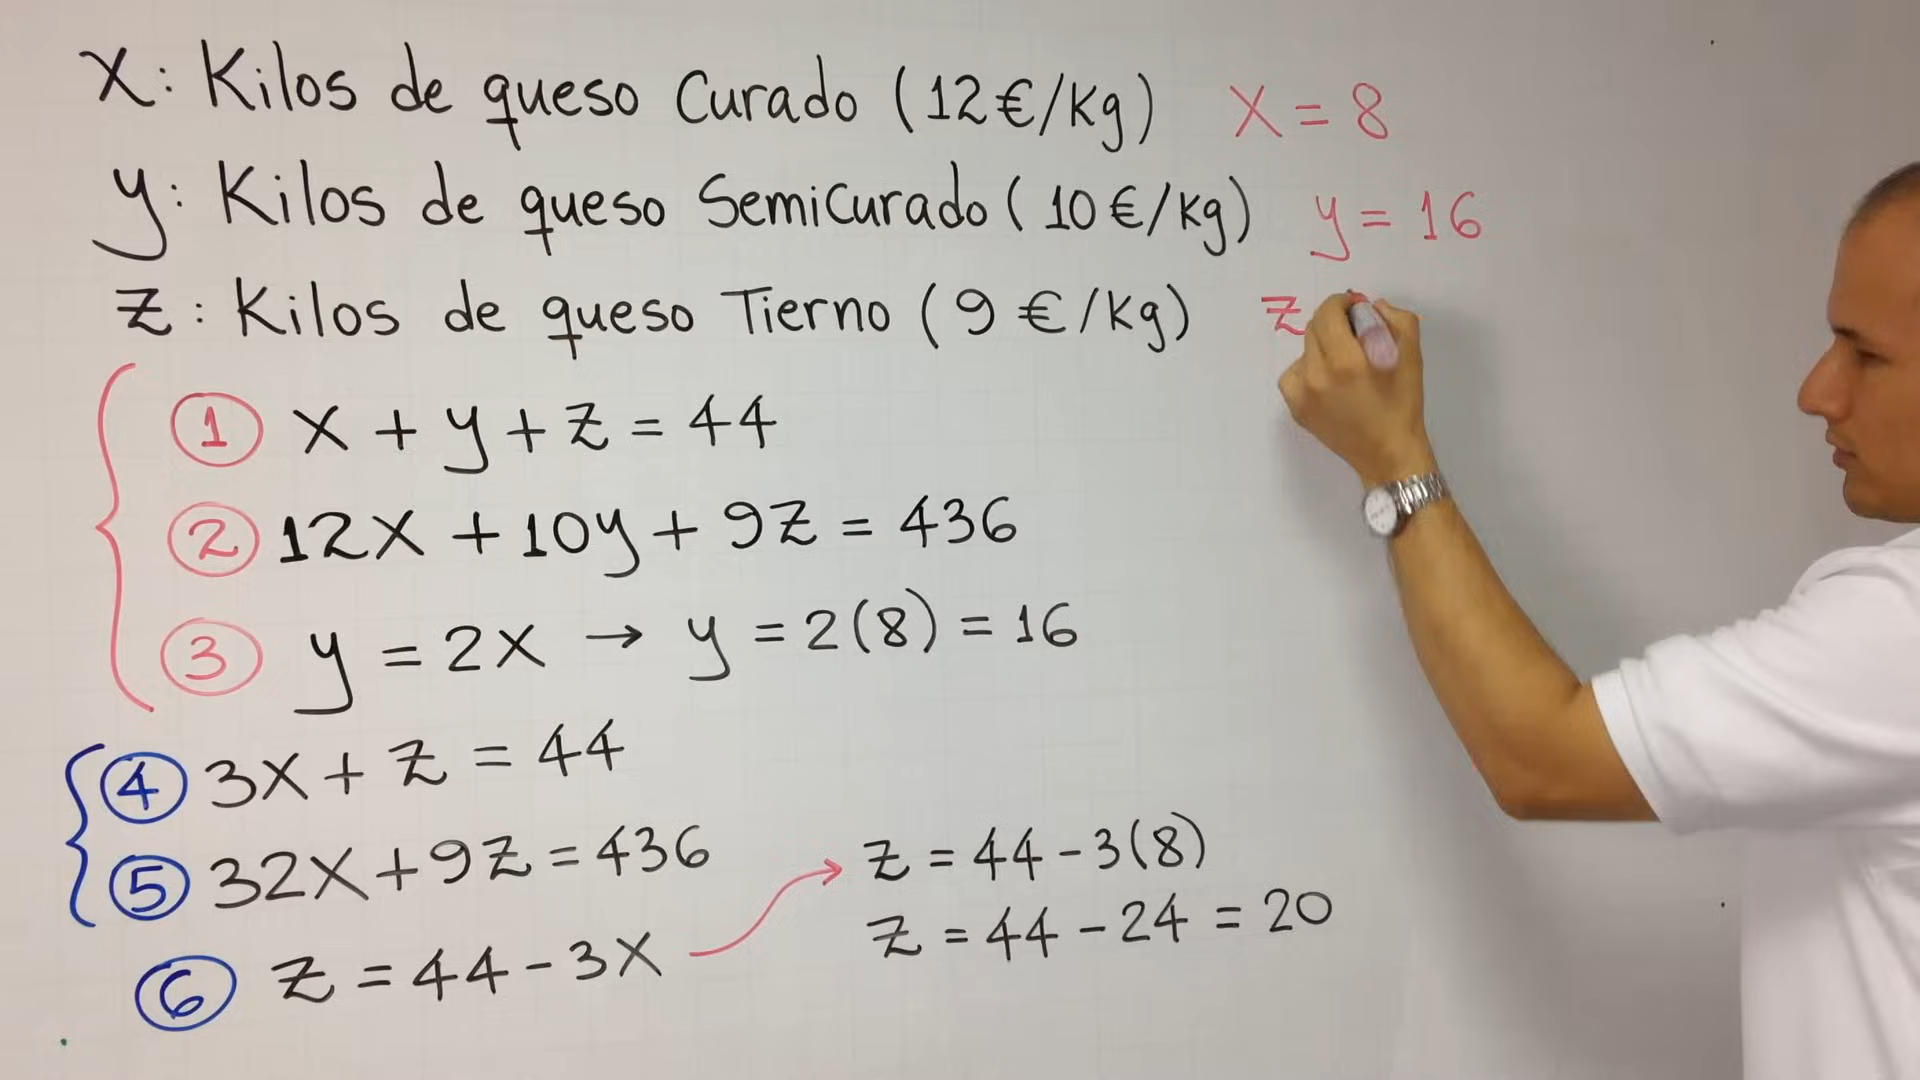 x: Kilos de queso Curado (12€/Kg) x = 8
y: Kilos de queso Semicurado (10€/Kg) y = 16
z: Kilos de queso Tierno (9€/Kg) z
① x + y + z = 44
② 12x + 10y + 9z = 436
③ y = 2x → y = 2(8) = 16
④ 3x + z = 44
⑤ 32x + 9z = 436
⑥ z = 44 - 3x
z = 44 - 3(8)
z = 44 - 24 = 20